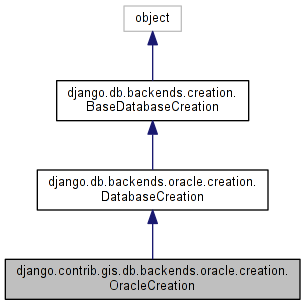 object
django.db.backends.creation.
BaseDatabaseCreation
django.db.backends.oracle.creation.
DatabaseCreation
django.contrib.gis.db.backends.oracle.creation.
OracleCreation